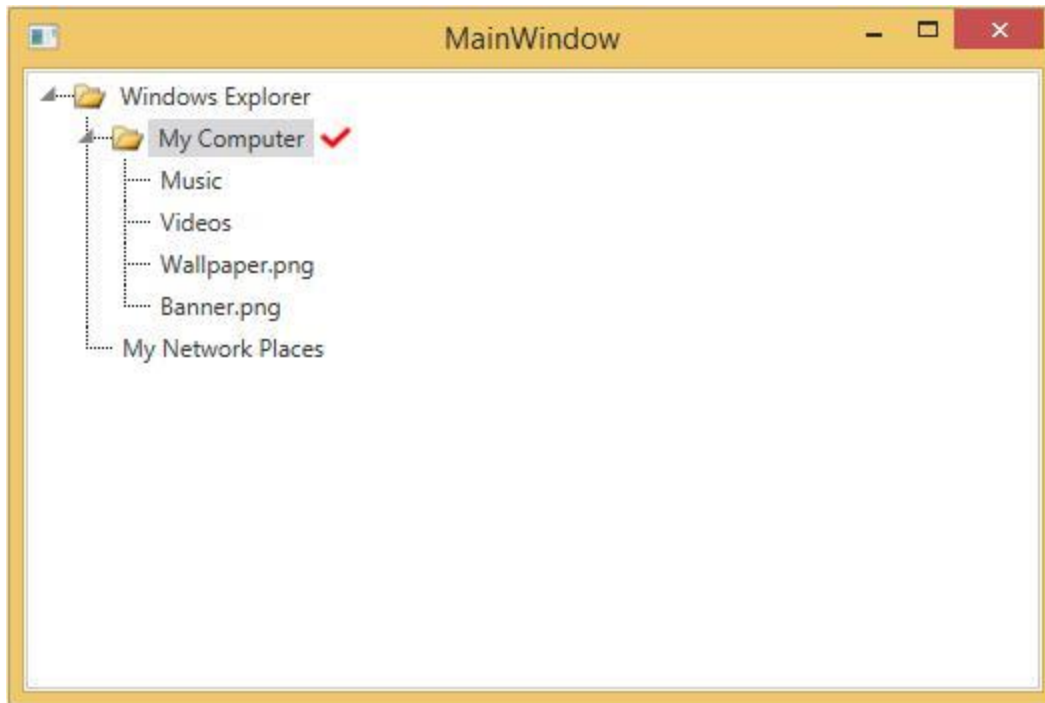 MainWindow
Windows Explorer
My Computer
Music
Videos
Wallpaper.png
Banner.png
My Network Places